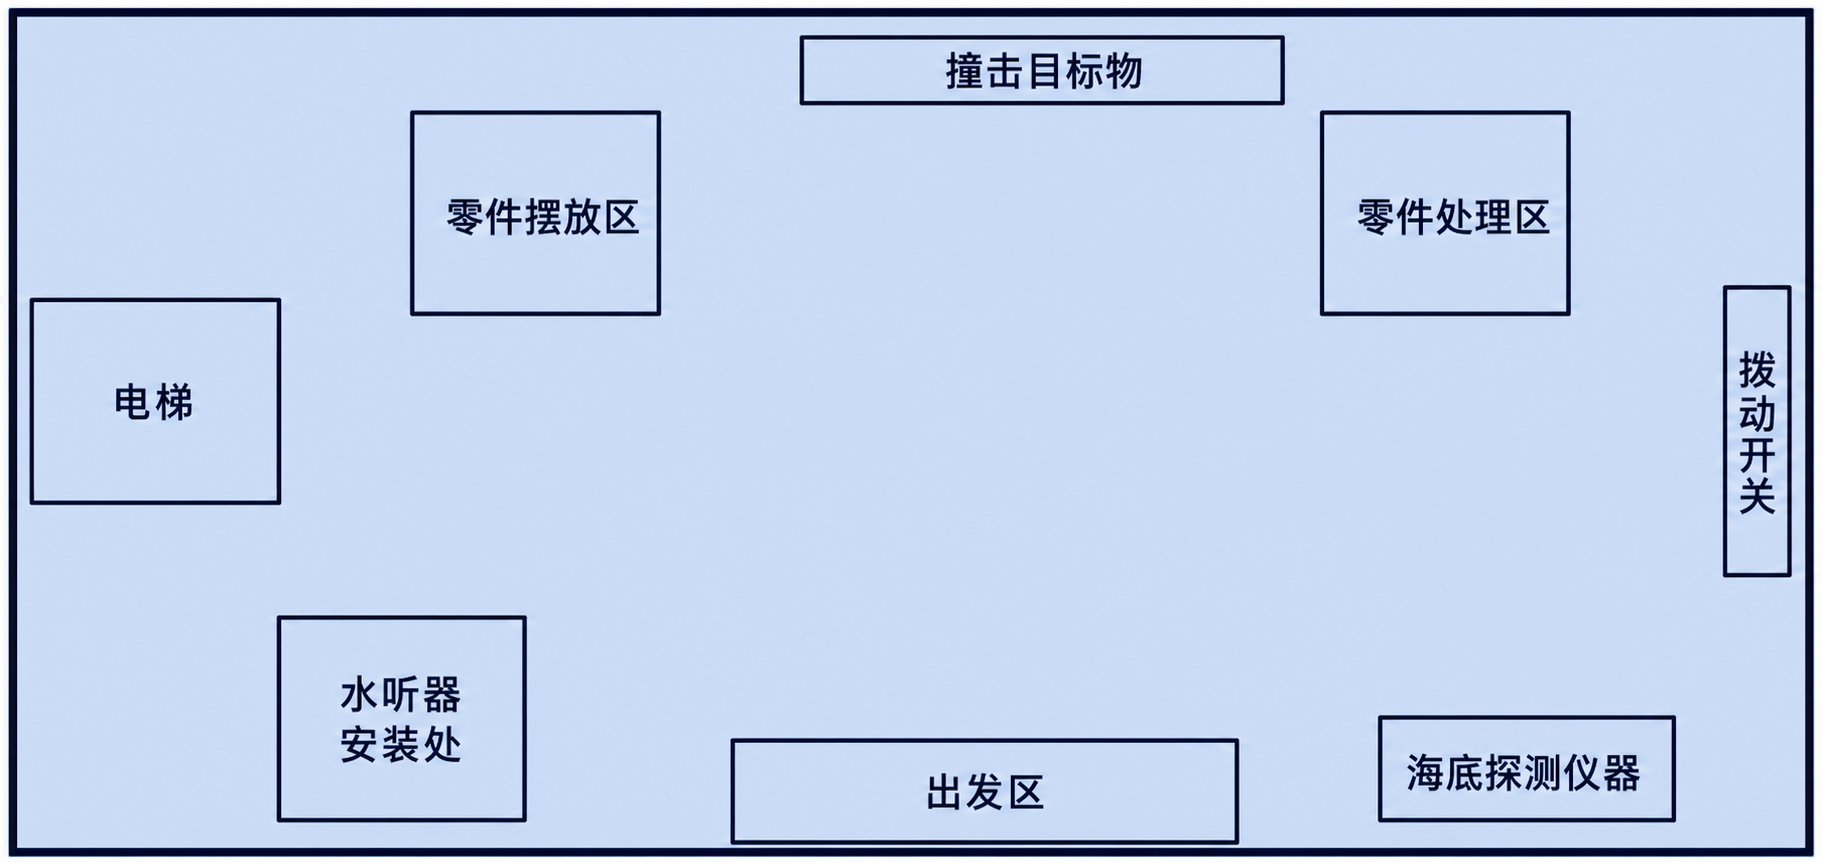 撞击目标物
零件摆放区
零件处理区
电梯
拨动开关
水听器
安装处
出发区
海底探测仪器